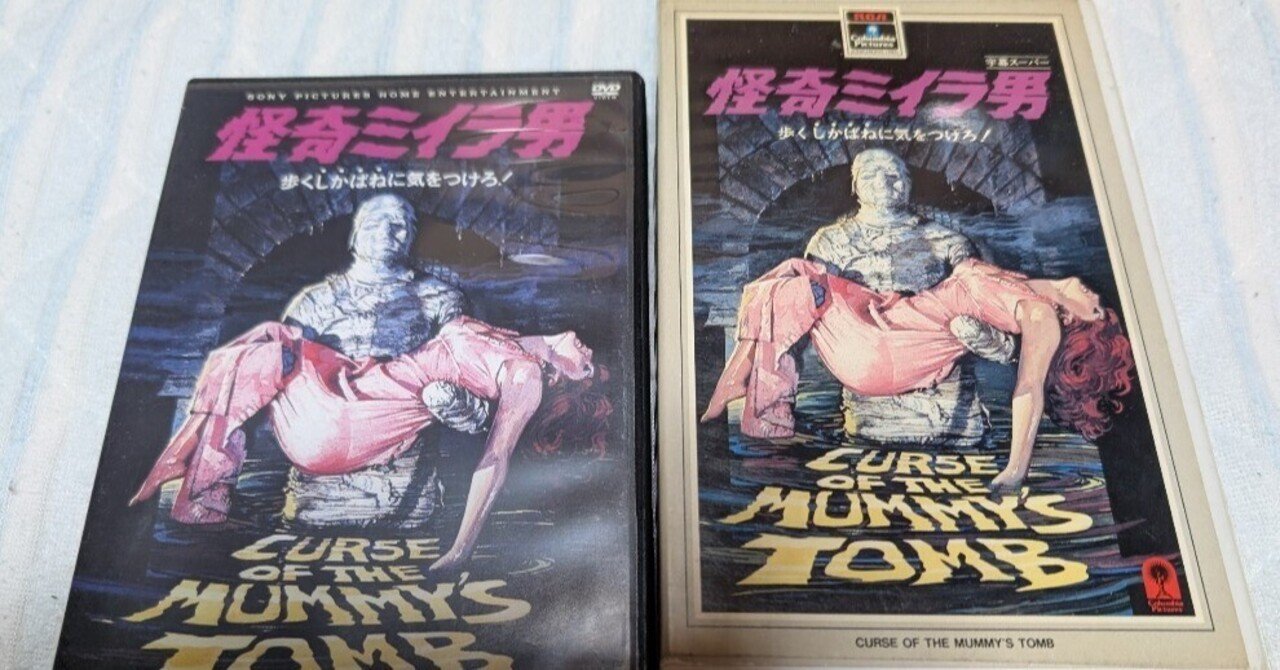 SONY PICTURES HOME ENTERTAINMENT
DVD
VIDEO
怪奇ミイラ男
歩くしかばねに気をつけろ!
CURSE
OF THE
MUMMY'S
TOMB
RCA
Columbia
Pictures
字幕スーパー
怪奇ミイラ男
歩くしかばねに気をつけろ!
CURSE
OF THE
MUMMY'S
TOMB
Columbia
Pictures
CURSE OF THE MUMMY'S TOMB